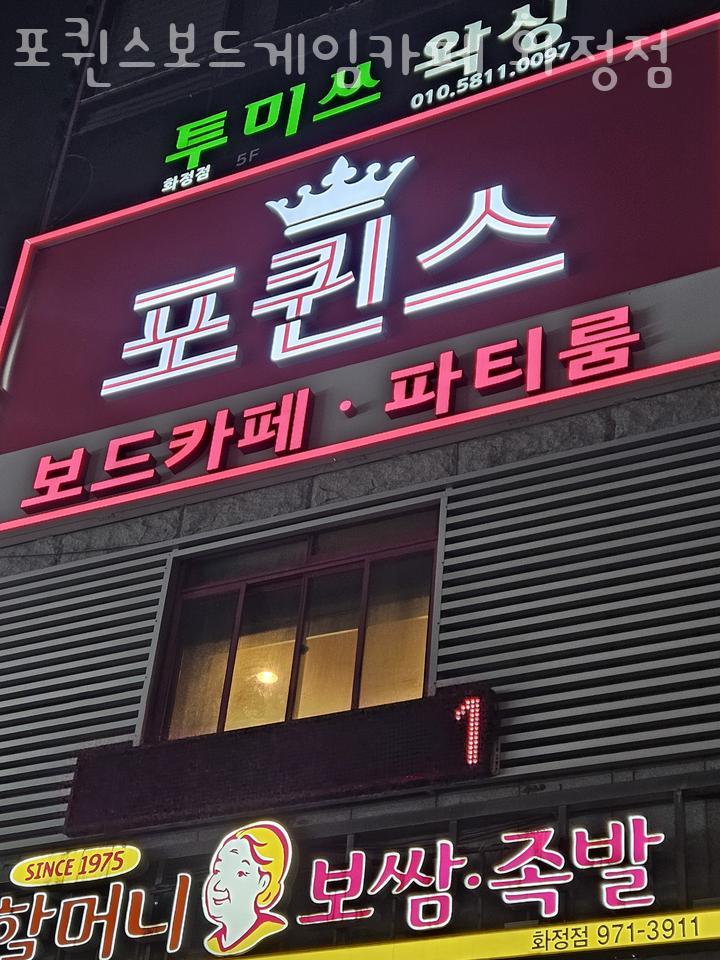 포퀸스보드게임카페 화정점
투미쓰 왁싱
010.5811.0097
화정점 5F
포퀸스
보드카페·파티룸
1
SINCE 1975
할머니 보쌈·족발
화정점 971-3911